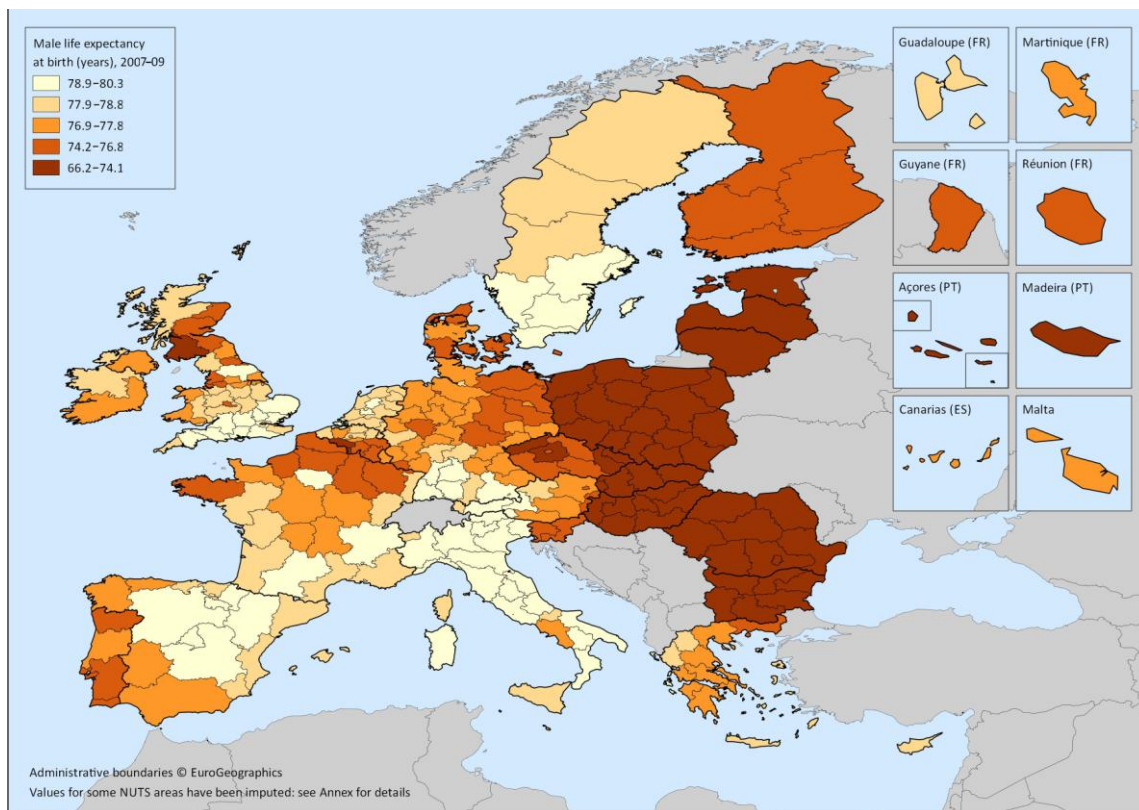 Male life expectancy
at birth (years), 2007–09
78.9–80.3
77.9–78.8
76.9–77.8
74.2–76.8
66.2–74.1
Guadaloupe (FR)
Martinique (FR)
Guyane (FR)
Réunion (FR)
Açores (PT)
Madeira (PT)
Canarias (ES)
Malta
Administrative boundaries © EuroGeographics
Values for some NUTS areas have been imputed: see Annex for details